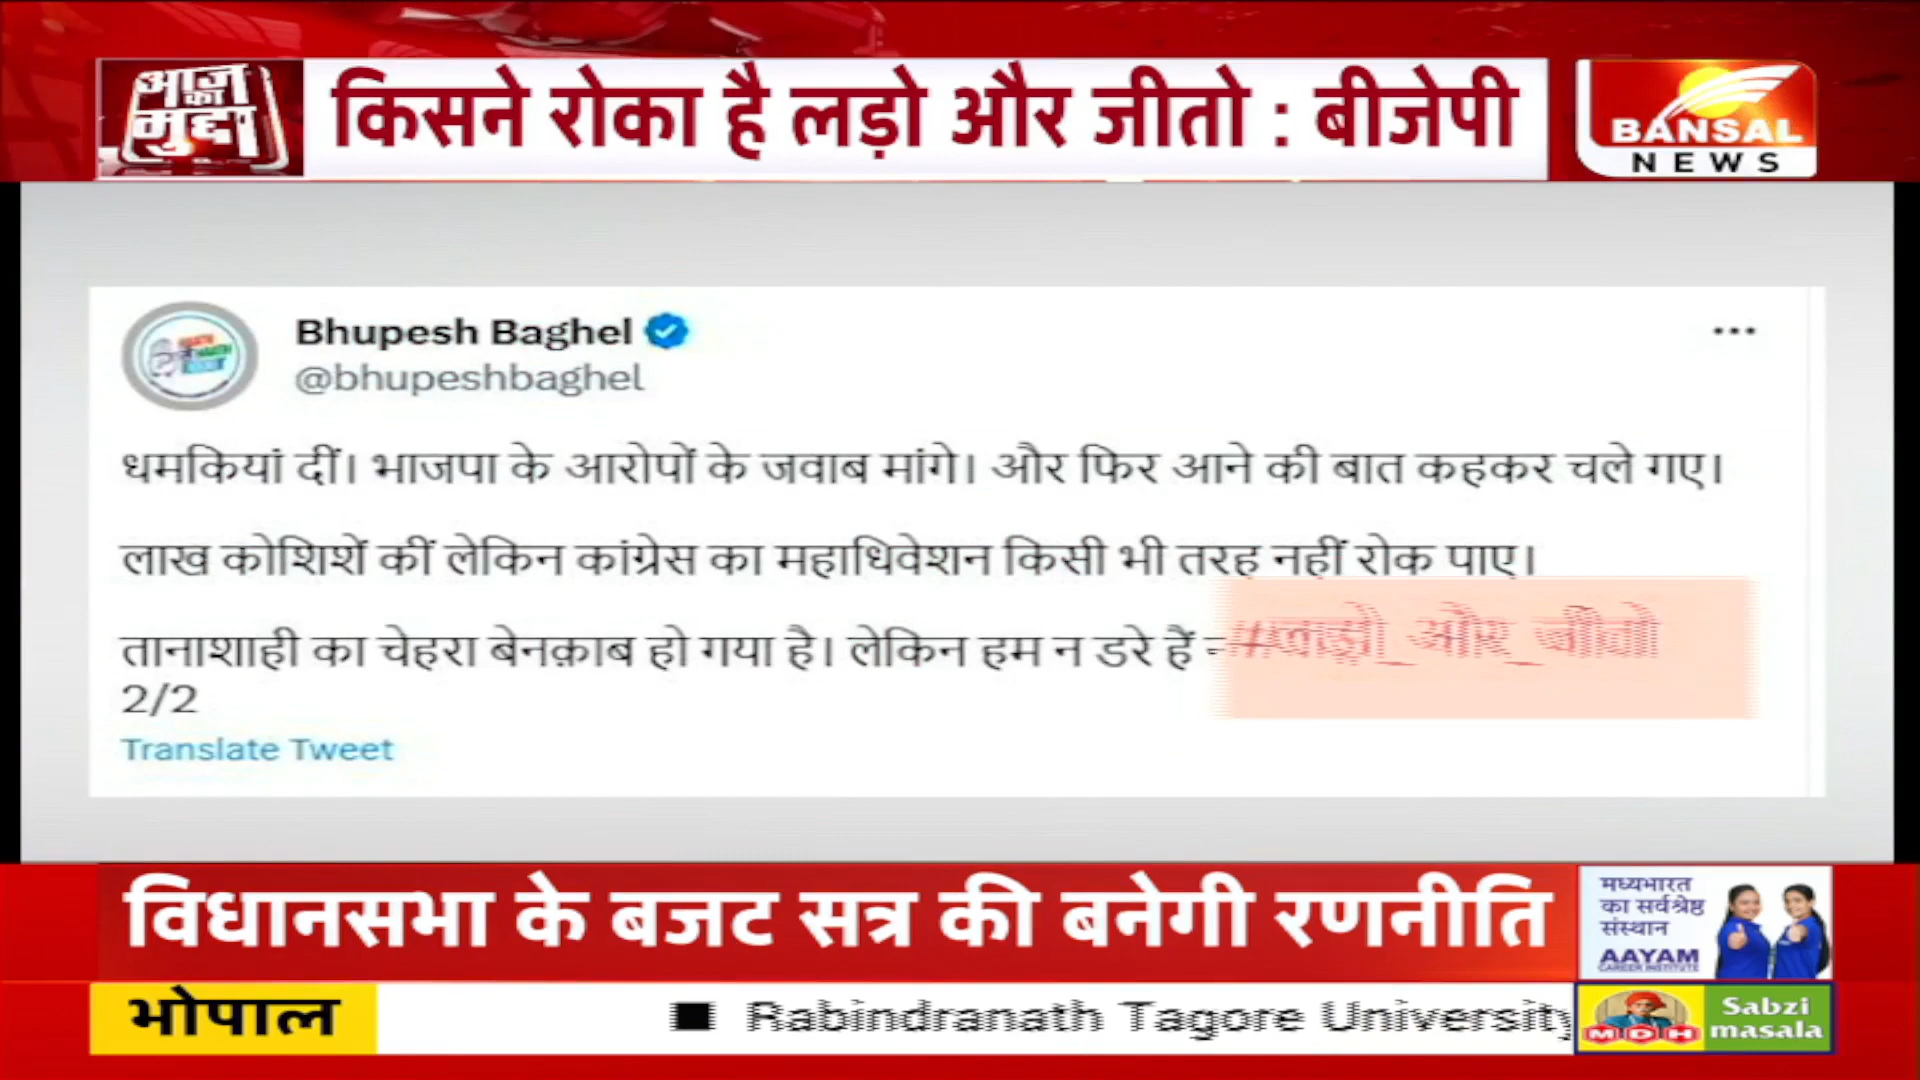 आज
का
मुद्दा
किसने रोका है लड़ो और जीतो : बीजेपी
BANSAL
NEWS
Bhupesh Baghel
@bhupeshbaghel
धमकियां दीं। भाजपा के आरोपों के जवाब मांगे। और फिर आने की बात कहकर चले गए।
लाख कोशिशें कीं लेकिन कांग्रेस का महाधिवेशन किसी भी तरह नहीं रोक पाए।
तानाशाही का चेहरा बेनक़ाब हो गया है। लेकिन हम न डरे हैं
2/2
Translate Tweet
विधानसभा के बजट सत्र की बनेगी रणनीति
मध्यभारत
का सर्वश्रेष्ठ
संस्थान
AAYAM
CAREER INSTITUTE
भोपाल
■ Rabindranath Tagore University
MDH
Sabzi
masala